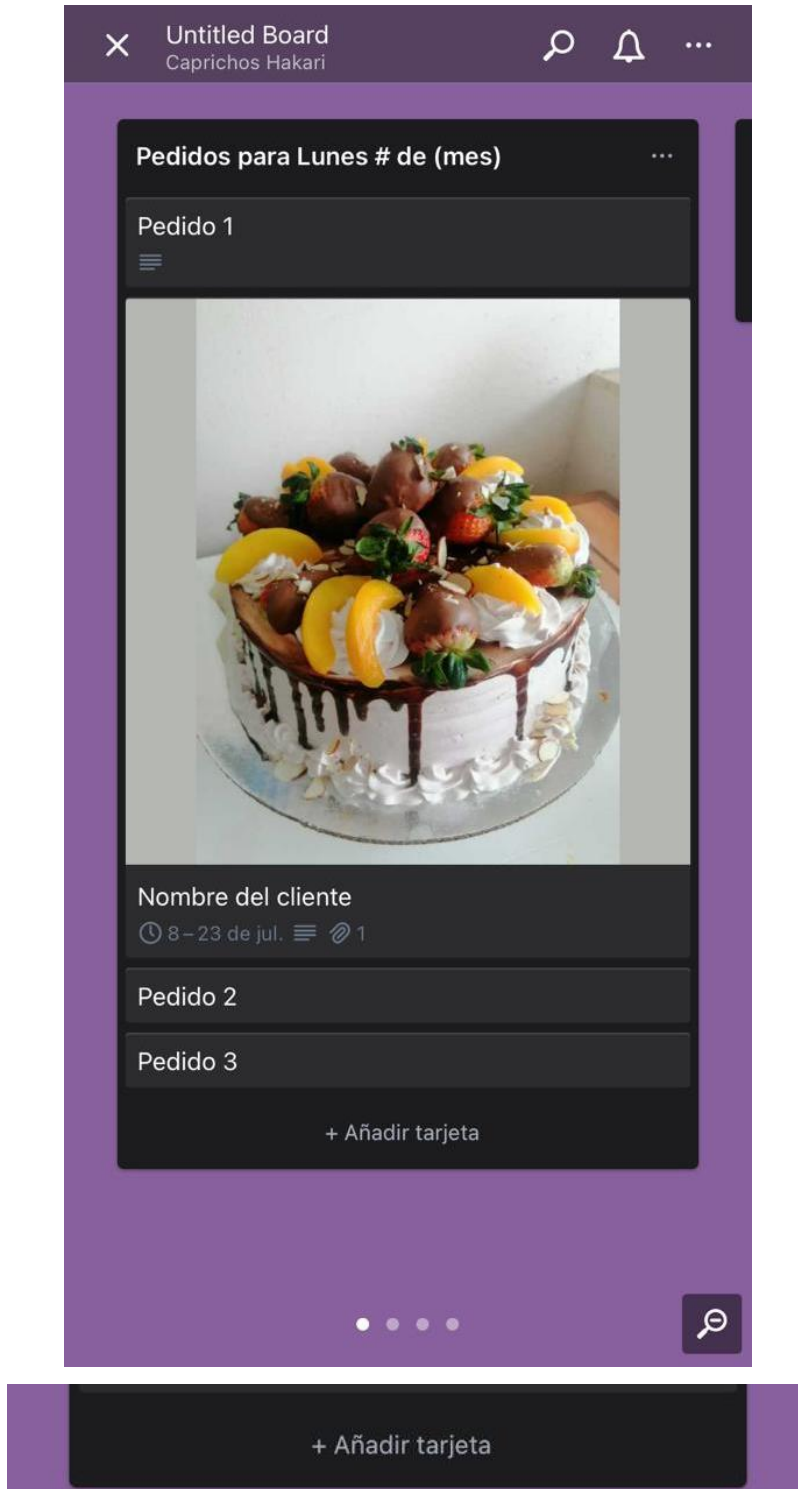 Untitled Board
Caprichos Hakari
Pedidos para Lunes # de (mes)
Pedido 1
Nombre del cliente
8 – 23 de jul. 1
Pedido 2
Pedido 3
+ Añadir tarjeta
+ Añadir tarjeta